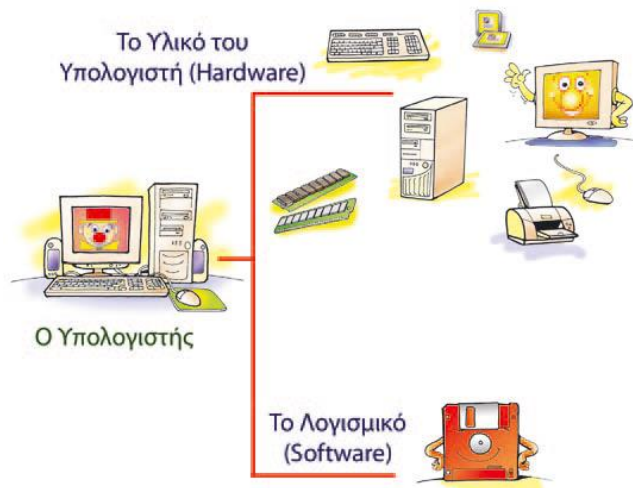 Το Υλικό του
Υπολογιστή (Hardware)
Ο Υπολογιστής
Το Λογισμικό
(Software)